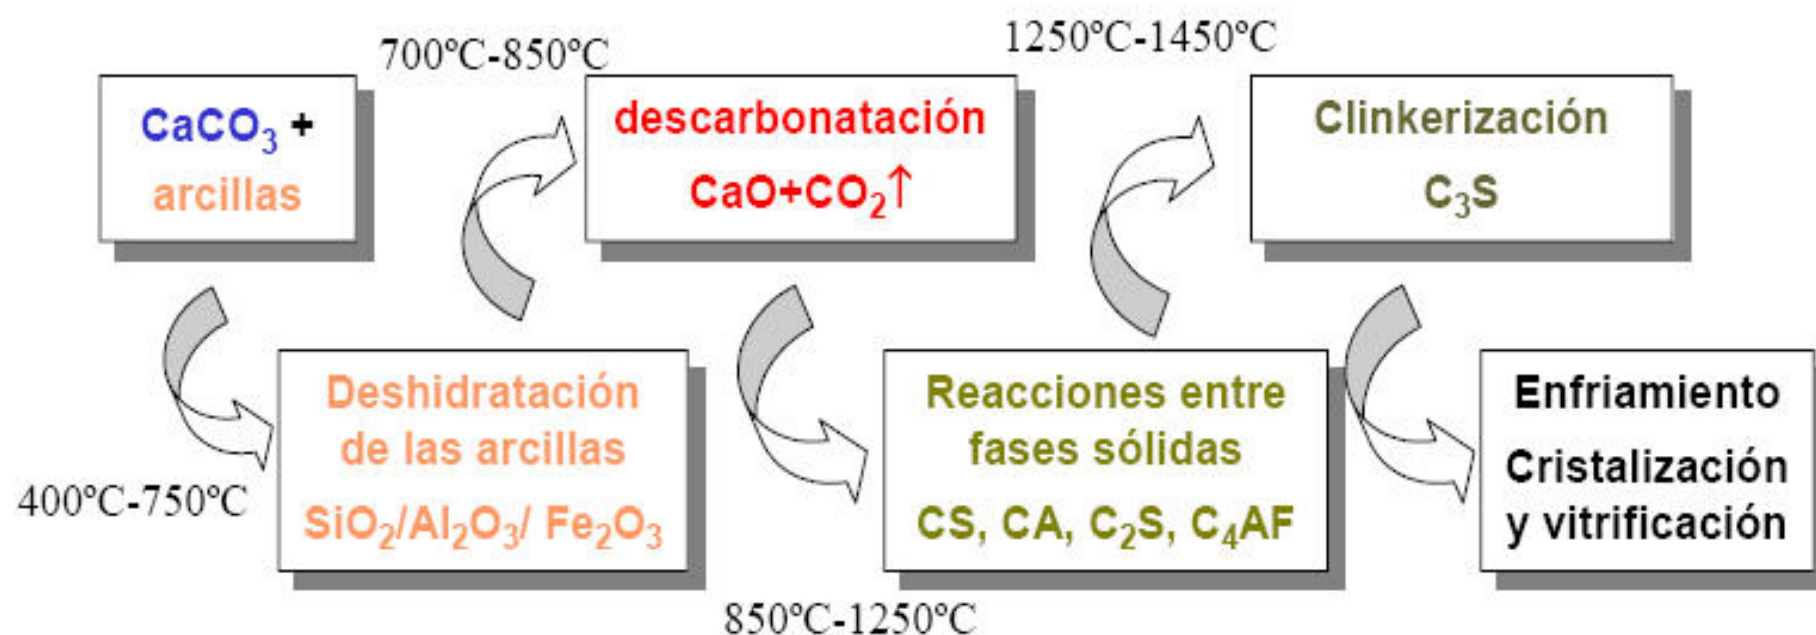 CaCO₃ +
arcillas
400ºC-750ºC
Deshidratación
de las arcillas
SiO₂/Al₂O₃/ Fe₂O₃
700ºC-850ºC
descarbonatación
CaO+CO₂↑
850ºC-1250ºC
Reacciones entre
fases sólidas
CS, CA, C₂S, C₄AF
1250ºC-1450ºC
Clinkerización
C₃S
Enfriamiento
Cristalización
y vitrificación